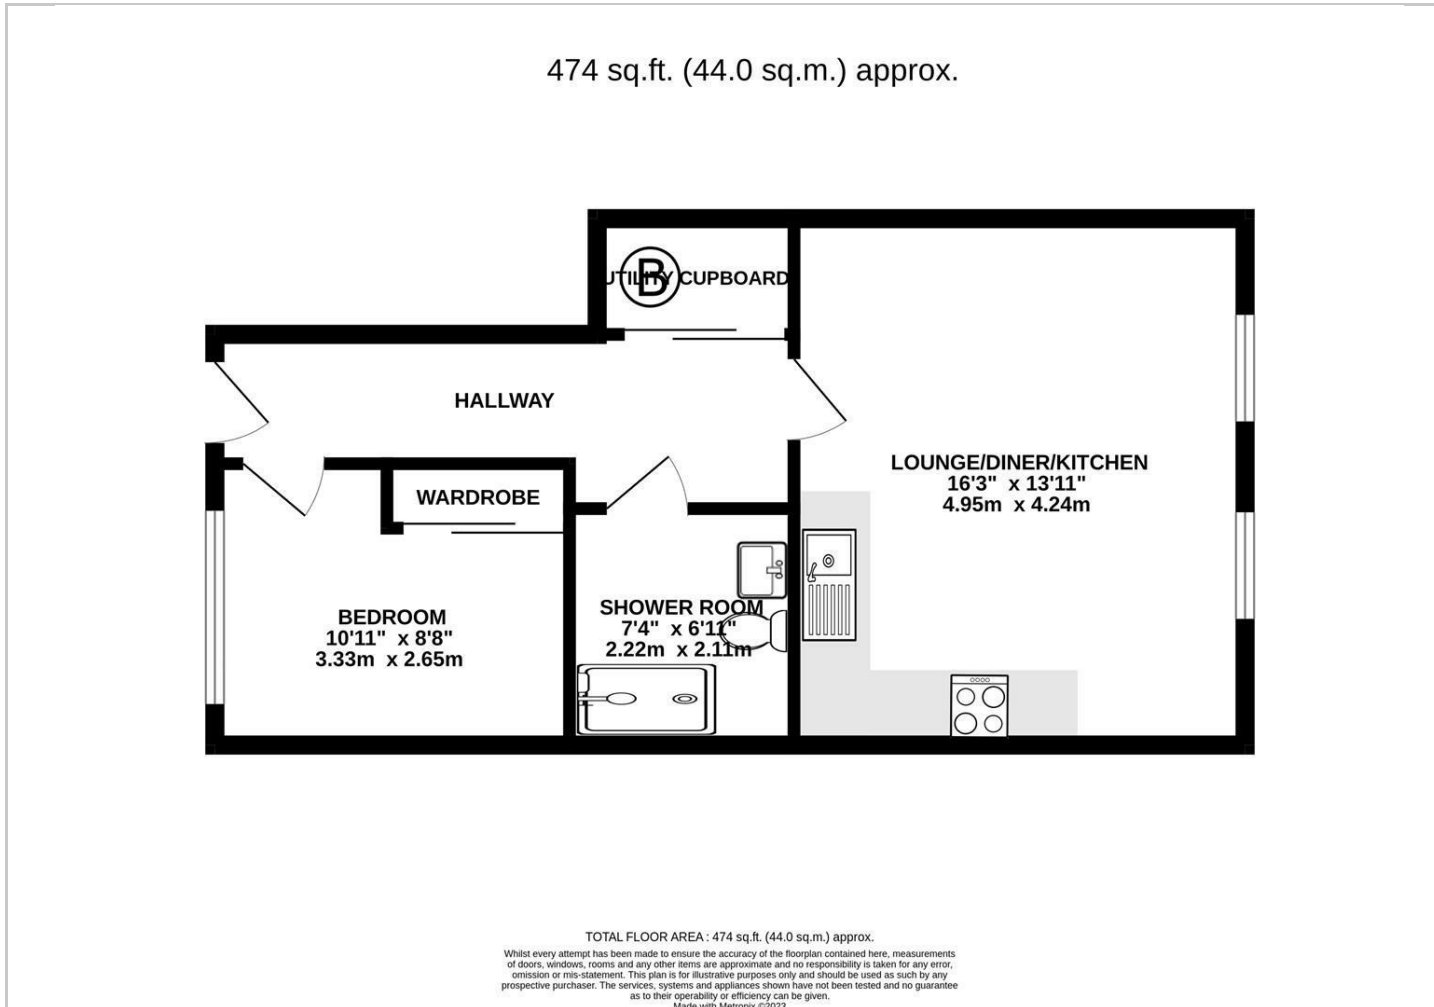 474 sq.ft. (44.0 sq.m.) approx.
B
UTILITY CUPBOARD
HALLWAY
LOUNGE/DINER/KITCHEN
16'3" x 13'11"
4.95m x 4.24m
WARDROBE
BEDROOM
10'11" x 8'8"
3.33m x 2.65m
SHOWER ROOM
7'4" x 6'11"
2.22m x 2.11m
TOTAL FLOOR AREA : 474 sq.ft. (44.0 sq.m.) approx.
Whilst every attempt has been made to ensure the accuracy of the floorplan contained here, measurements
of doors, windows, rooms and any other items are approximate and no responsibility is taken for any error,
omission or mis-statement. This plan is for illustrative purposes only and should be used as such by any
prospective purchaser. The services, systems and appliances shown have not been tested and no guarantee
as to their operability or efficiency can be given.
Made with Metropix ©2023